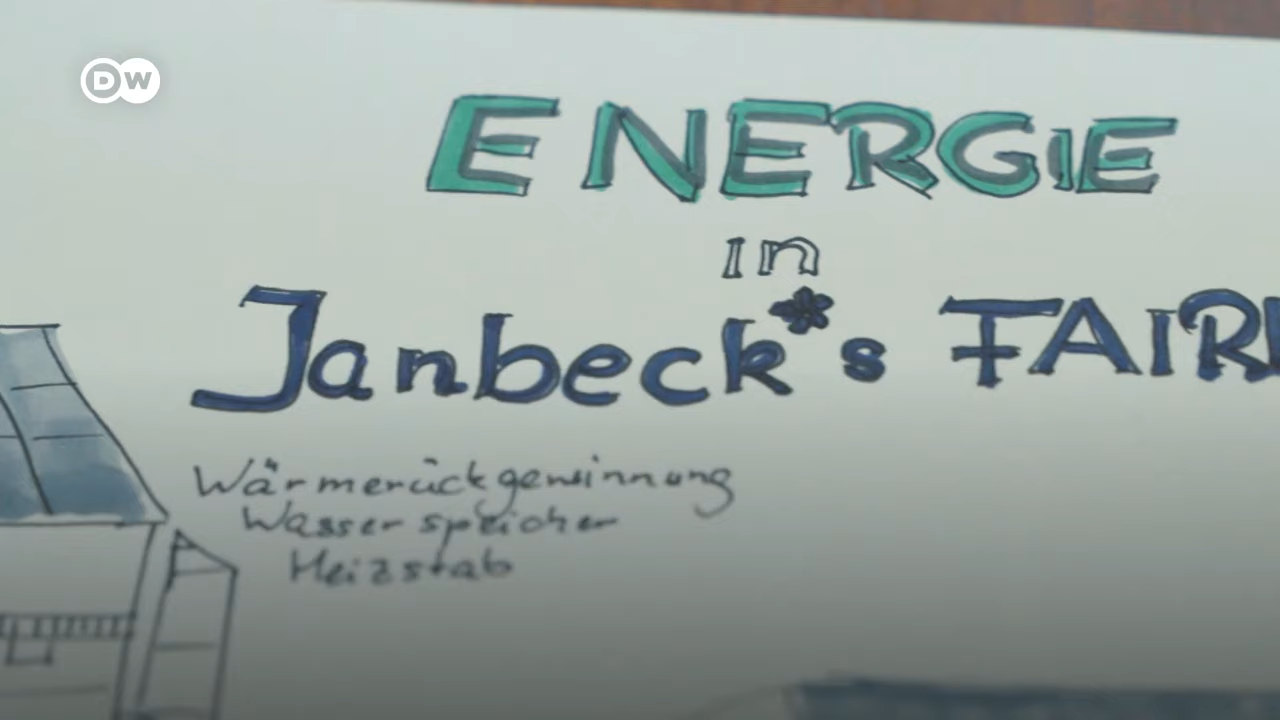 DW
ENERGIE
in
Janbeck*s FAIR
Wärmerückgewinnung
Wasserspeicher
Heizstab